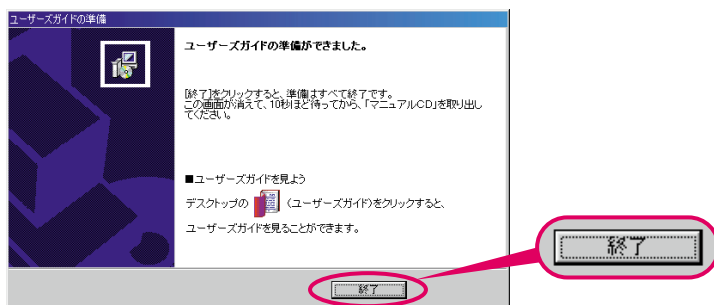 ユーザーズガイドの準備
ユーザーズガイドの準備ができました。
[終了]をクリックすると、準備はすべて終了です。
この画面が消えて、10秒ほど待ってから、「マニュアルCD」を取り出し
てください。
■ユーザーズガイドを見よう
デスクトップの (ユーザーズガイド)をクリックすると、
ユーザーズガイドを見ることができます。
終了
終了